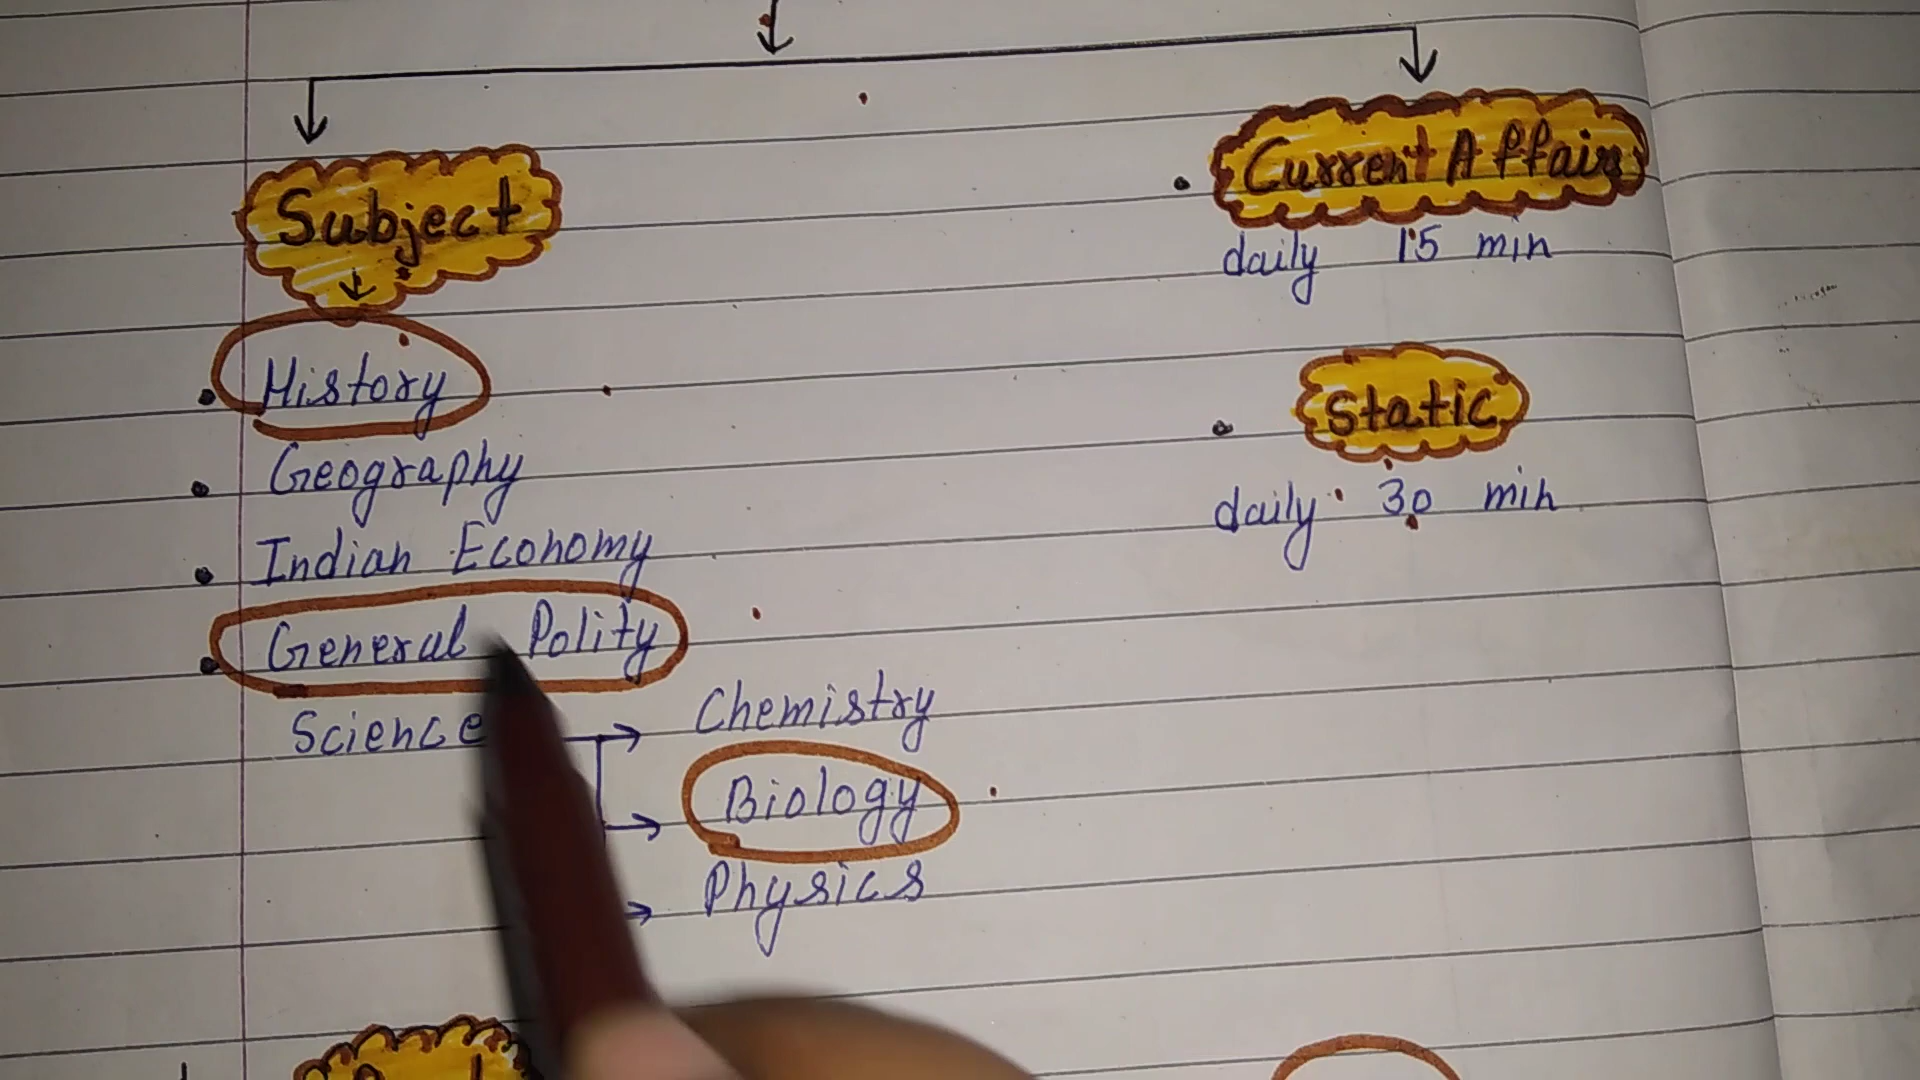 Subject
History
Geography
Indian Economy
General Polity
Science
Chemistry
Biology
Physics
Current Affairs
daily 15 min
Static
daily 30 min